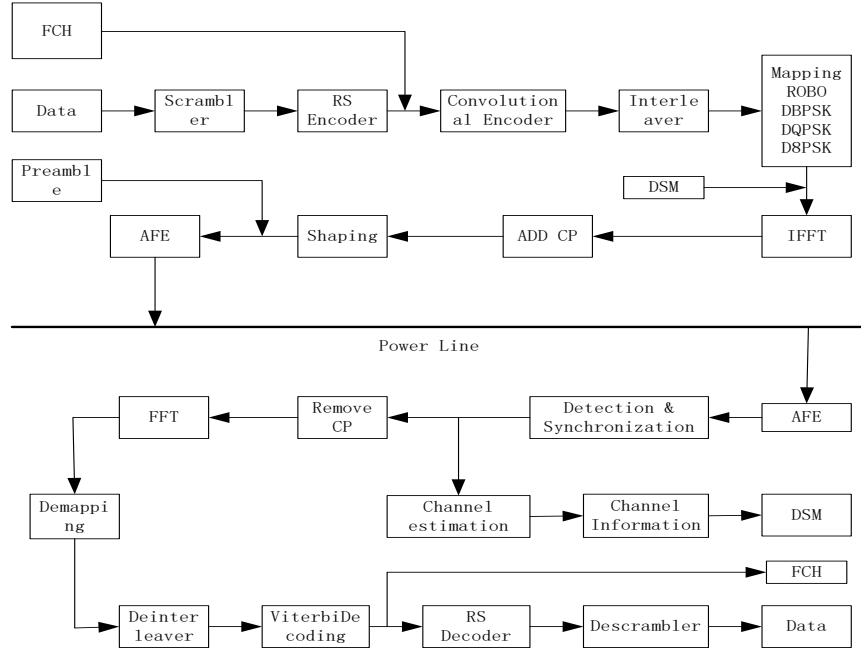 FCH
Data
Scrambl
er
RS
Encoder
Convolution
al Encoder
Interle
aver
Mapping
ROBO
DBPSK
DQPSK
D8PSK
Preambl
e
DSM
AFE
Shaping
ADD CP
IFFT
Power Line
FFT
Remove
CP
Detection &
Synchronization
AFE
Demappi
ng
Channel
estimation
Channel
Information
DSM
FCH
Deinter
leaver
ViterbiDe
coding
RS
Decoder
Descrambler
Data